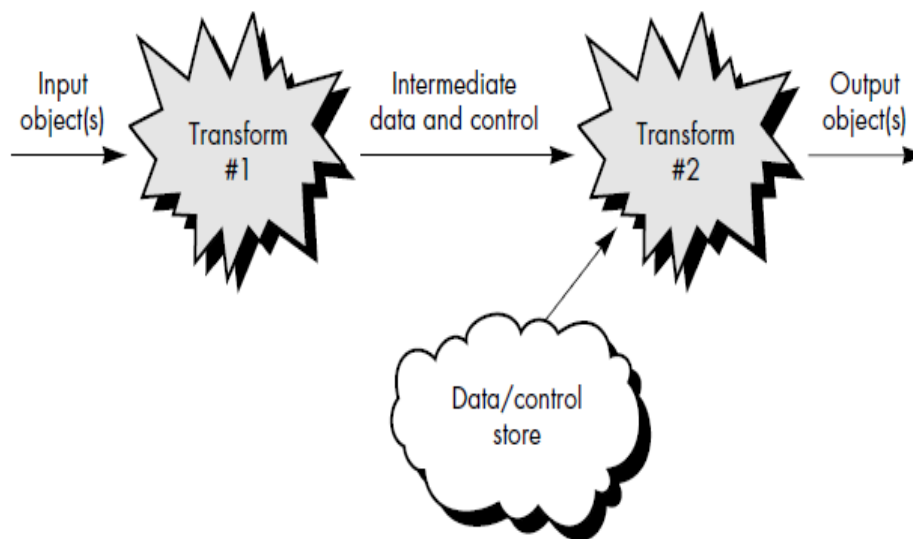 Input
object(s)
Transform
#1
Intermediate
data and control
Transform
#2
Output
object(s)
Data/control
store